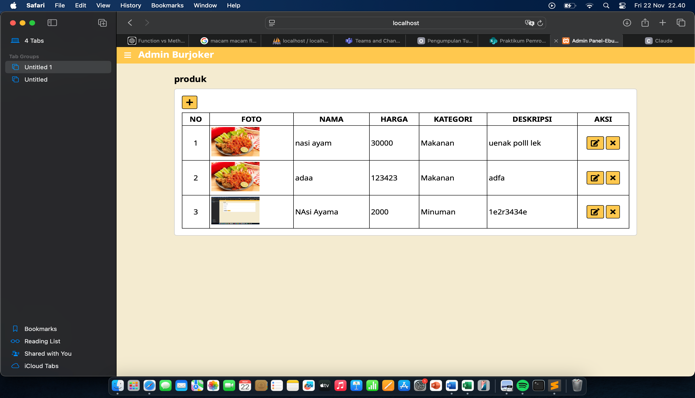 Safari File Edit View History Bookmarks Window Help
Fri 22 Nov 22.40
localhost
4 Tabs
Tab Groups
Untitled 1
Untitled
Function vs Meth...
macam macam fl...
localhost / localh...
Teams and Chan...
Pengumpulan Tu...
Praktikum Pemro...
Admin Panel-Ebu...
Claude
Admin Burjoker
produk
NO FOTO NAMA HARGA KATEGORI DESKRIPSI AKSI
1 nasi ayam 30000 Makanan uenak polll lek
2 adaa 123423 Makanan adfa
3 NAsi Ayama 2000 Minuman 1e2r3434e
Bookmarks
Reading List
Shared with You
iCloud Tabs